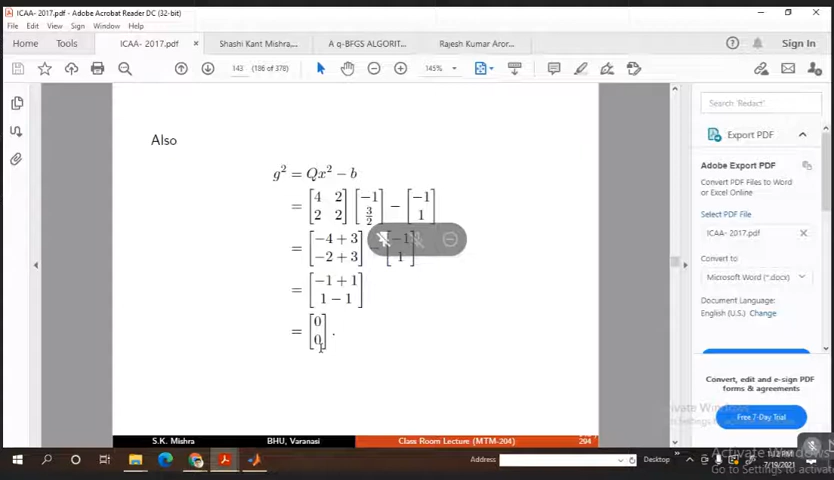 ICAA- 2017.pdf - Adobe Acrobat Reader DC (32-bit)
File Edit View Sign Window Help
Home Tools ICAA- 2017.pdf × Shashi Kant Mishra,... A q-BFGS ALGORIT... Rajesh Kumar Aror... Sign In
143 (186 of 378) 145%
Also
g² = Qx² − b
= [4 2; 2 2] [−1; 3/2] − [−1; 1]
= [−4 + 3; −2 + 3] − [−1; 1]
= [−1 + 1; 1 − 1]
= [0; 0].
S.K. Mishra BHU, Varanasi Class Room Lecture (MTM-204) 294
Search 'Redact'
Export PDF
Adobe Export PDF
Convert PDF Files to Word
or Excel Online
Select PDF File
ICAA- 2017.pdf ×
Convert to
Microsoft Word (*.docx)
Document Language:
English (U.S.) Change
Convert, edit and e-sign PDF
forms & agreements
Free 7-Day Trial
Activate Windows
Go to Settings to activate
Address Desktop
7/19/2021